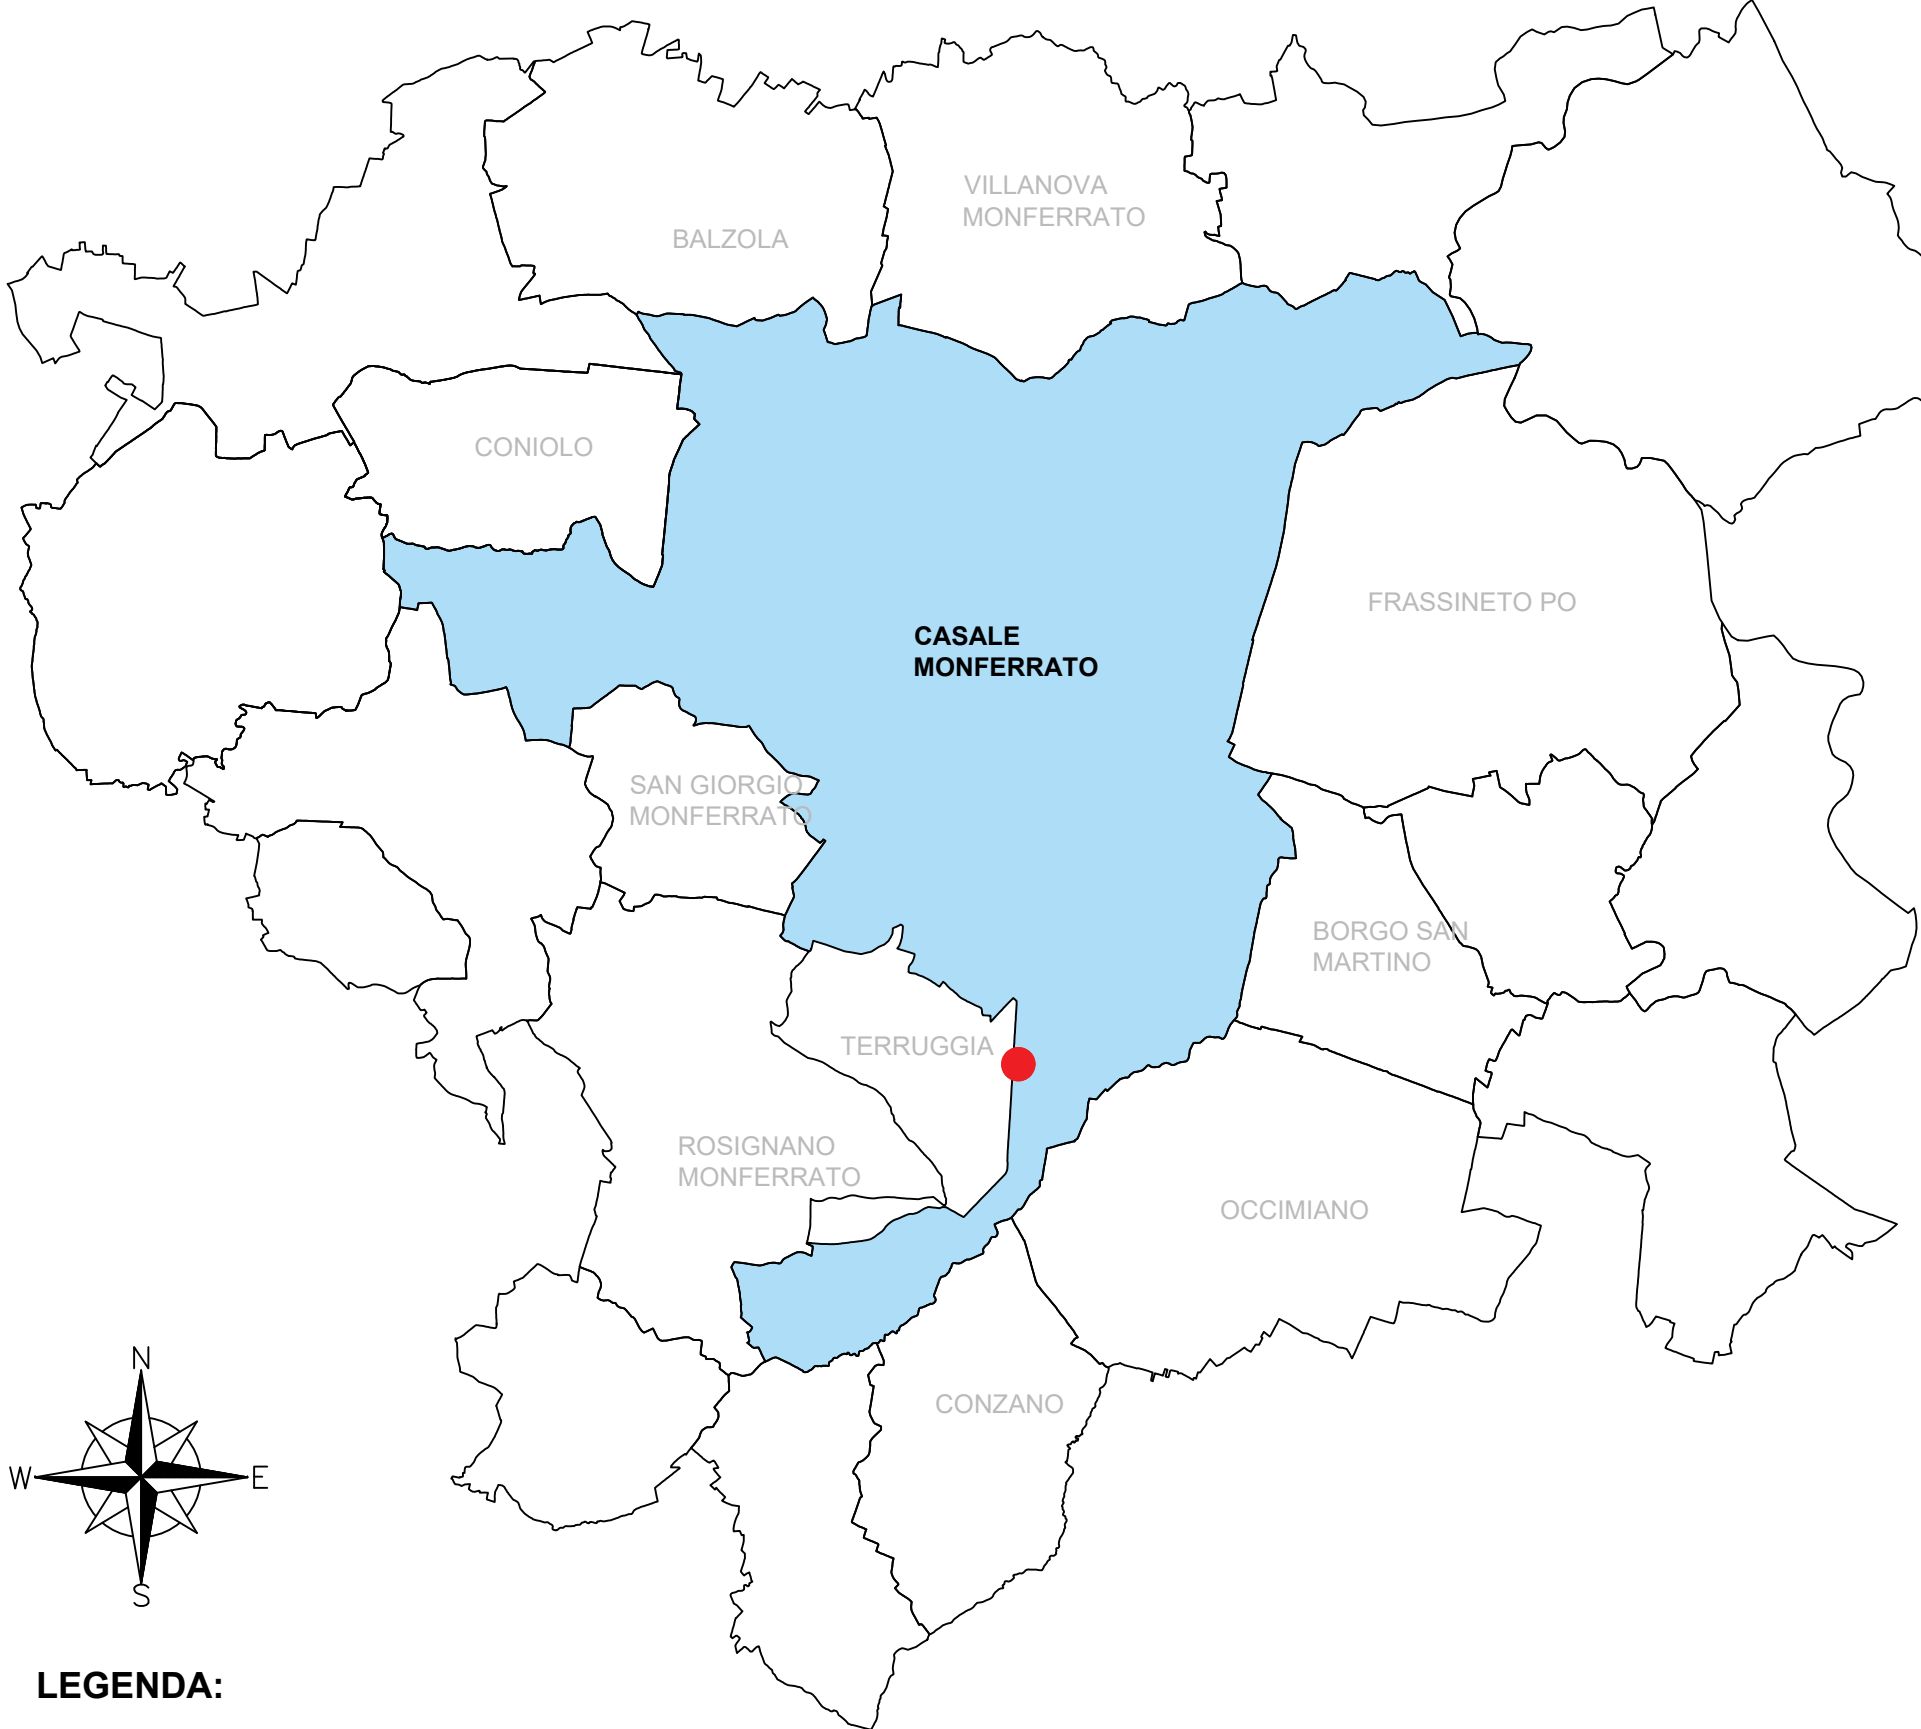 VILLANOVA
MONFERRATO
BALZOLA
CONIOLO
FRASSINETO PO
CASALE
MONFERRATO
SAN GIORGIO
MONFERRATO
BORGO SAN
MARTINO
TERRUGGIA
ROSIGNANO
MONFERRATO
OCCIMIANO
CONZANO
N
W
E
S
LEGENDA: